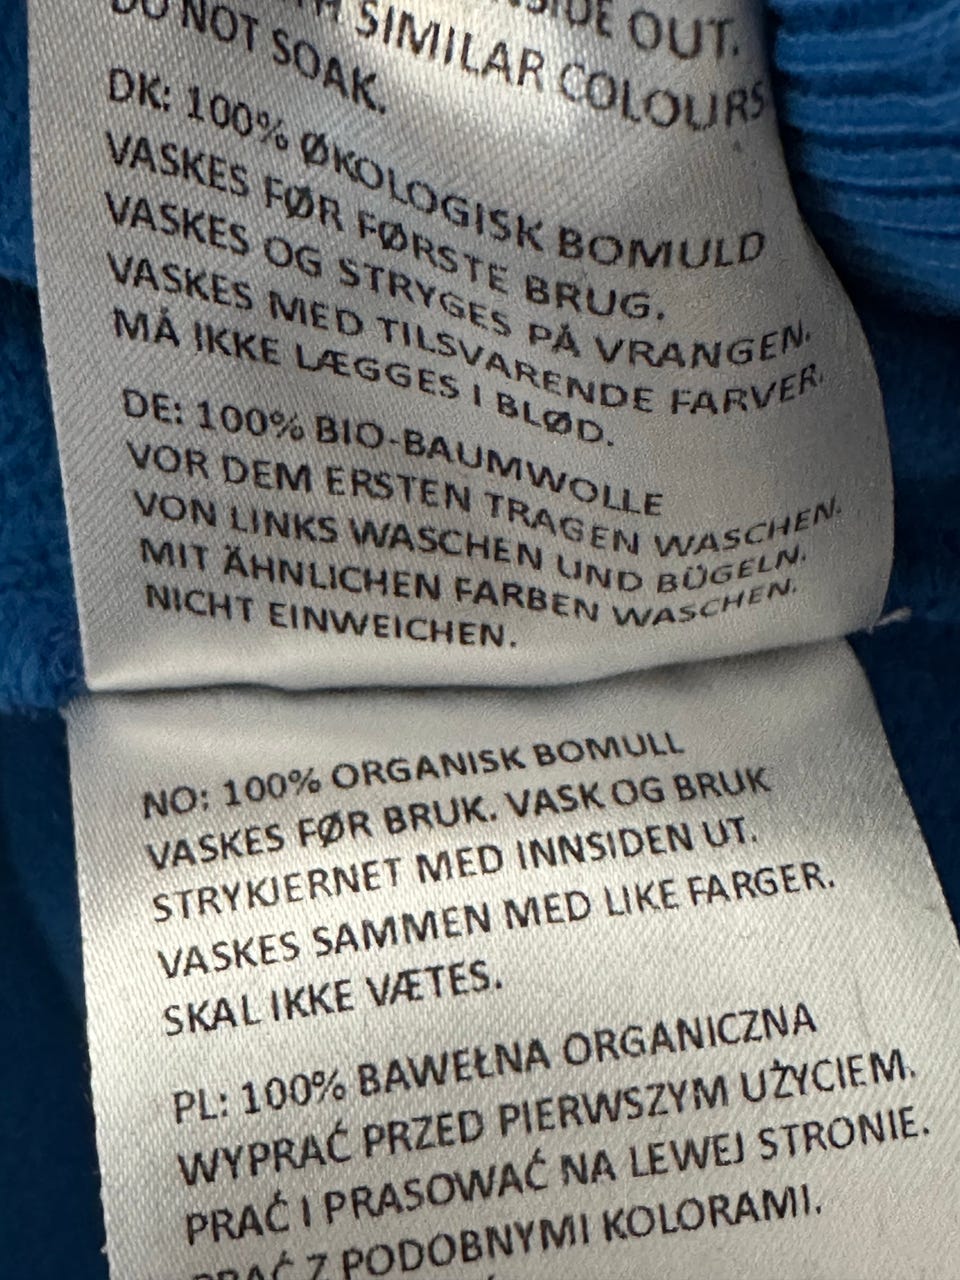 SIDE OUT.
SIMILAR COLOURS
DO NOT SOAK.
DK: 100% ØKOLOGISK BOMULD
VASKES FØR FØRSTE BRUG.
VASKES OG STRYGES PÅ VRANGEN.
VASKES MED TILSVARENDE FARVER.
MÅ IKKE LÆGGES I BLØD.
DE: 100% BIO-BAUMWOLLE
VOR DEM ERSTEN TRAGEN WASCHEN.
VON LINKS WASCHEN UND BÜGELN.
MIT ÄHNLICHEN FARBEN WASCHEN.
NICHT EINWEICHEN.
NO: 100% ORGANISK BOMULL
VASKES FØR BRUK. VASK OG BRUK
STRYKJERNET MED INNSIDEN UT.
VASKES SAMMEN MED LIKE FARGER.
SKAL IKKE VÆTES.
PL: 100% BAWEŁNA ORGANICZNA
WYPRAĆ PRZED PIERWSZYM UŻYCIEM.
PRAĆ I PRASOWAĆ NA LEWEJ STRONIE.
PRAĆ Z PODOBNYMI KOLORAMI.